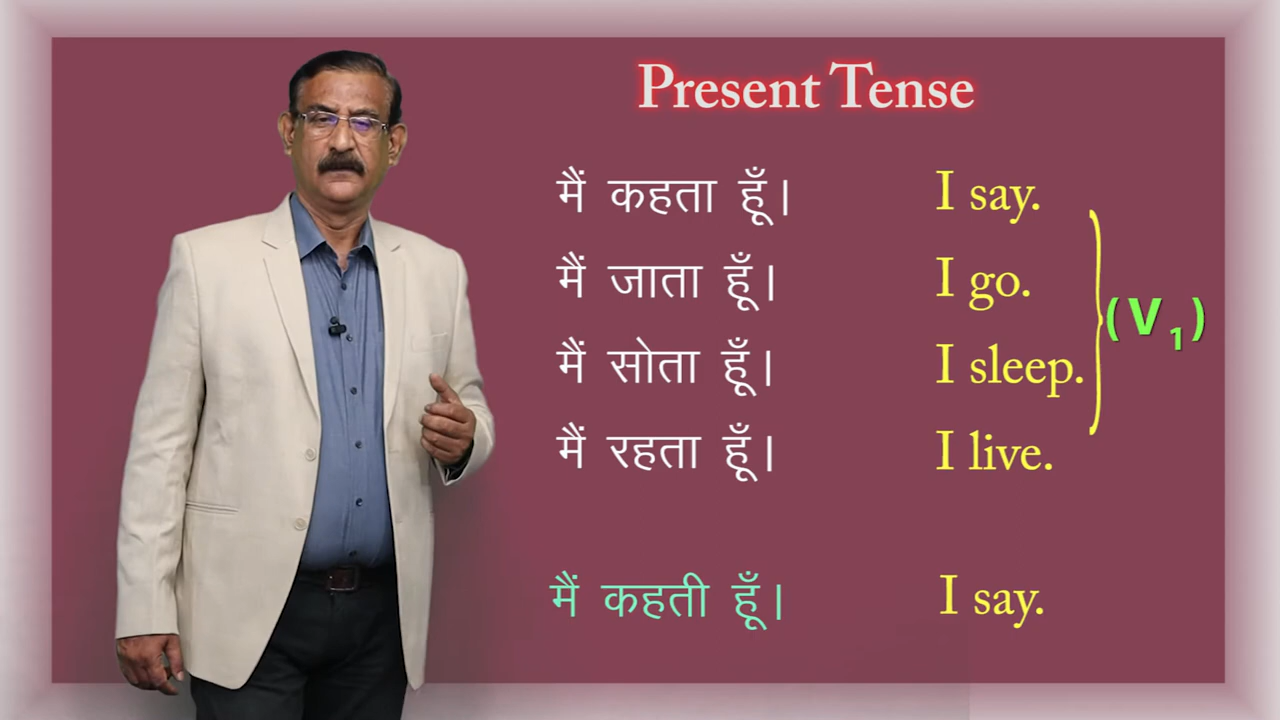 Present Tense
मैं कहता हूँ। I say.
मैं जाता हूँ। I go.
मैं सोता हूँ। I sleep.
मैं रहता हूँ। I live.
(V₁)
मैं कहती हूँ। I say.